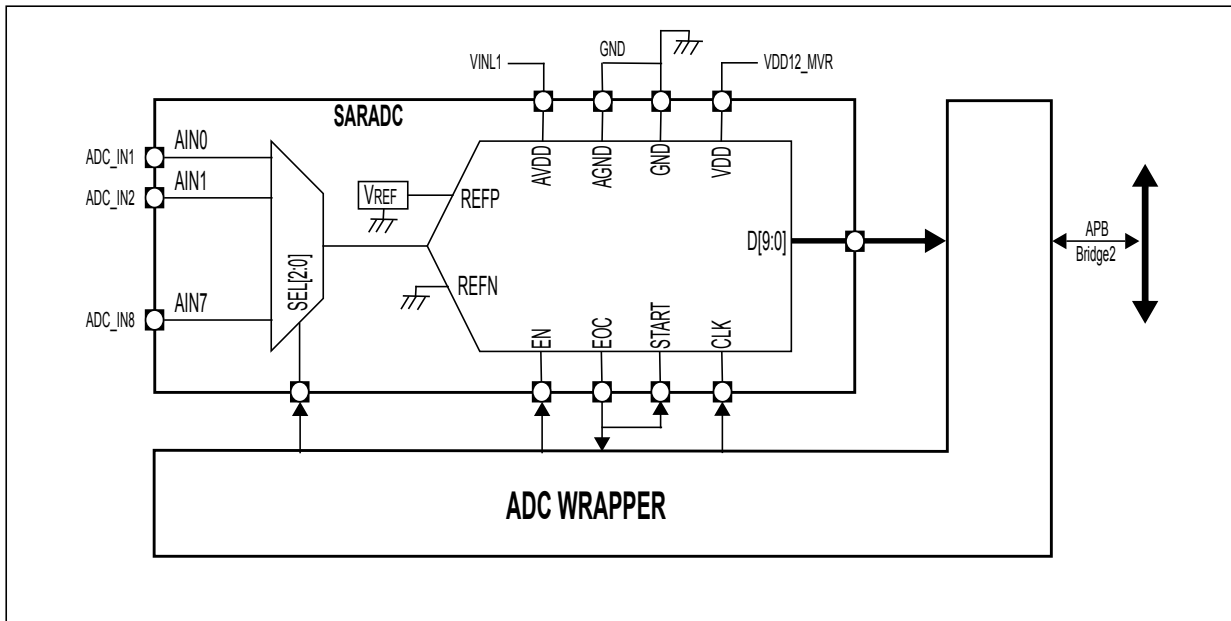 GND
VINL1
VDD12_MVR
SARADC
AVDD
AGND
GND
VDD
ADC_IN1
AIN0
ADC_IN2
AIN1
VREF
REFP
SEL[2:0]
D[9:0]
APB
Bridge2
REFN
ADC_IN8
AIN7
EN
EOC
START
CLK
ADC WRAPPER